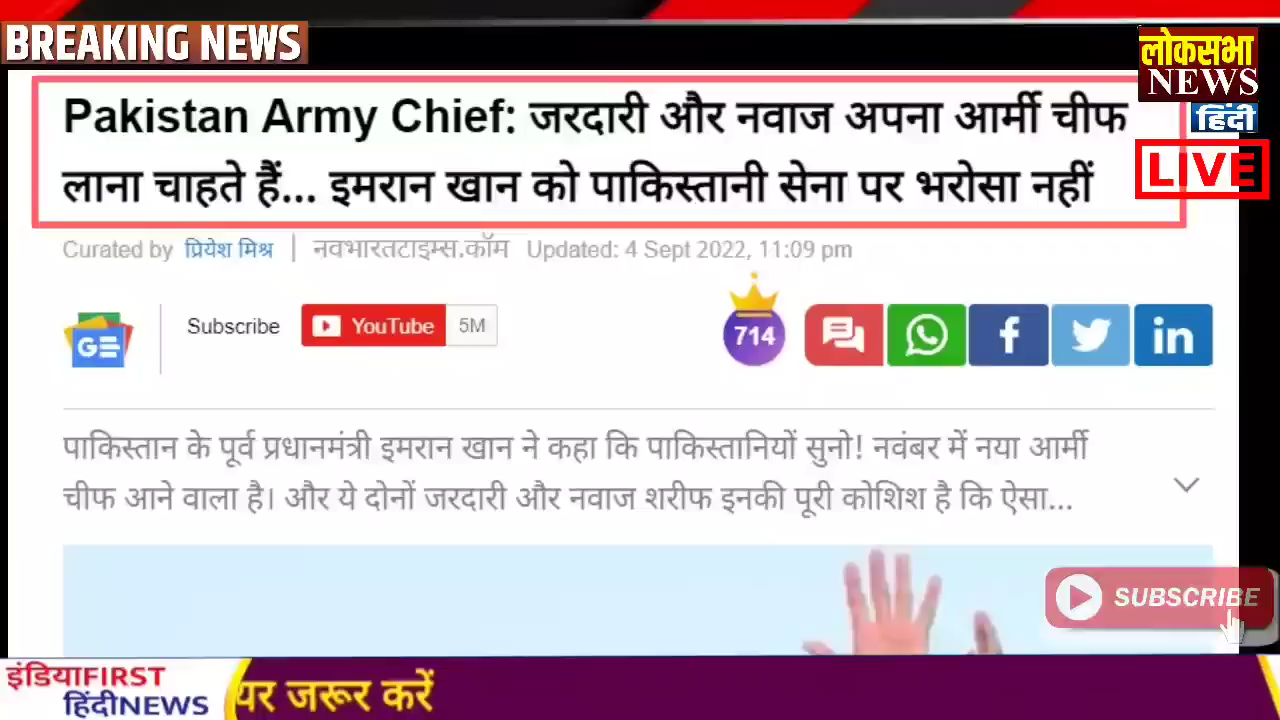 BREAKING NEWS
लोकसभा
NEWS
हिंदी
LIVE
Pakistan Army Chief: जरदारी और नवाज अपना आर्मी चीफ
लाना चाहते हैं... इमरान खान को पाकिस्तानी सेना पर भरोसा नहीं
Curated by प्रियेश मिश्र | नवभारतटाइम्स.कॉम Updated: 4 Sept 2022, 11:09 pm
GE Subscribe YouTube 5M 714 f in
पाकिस्तान के पूर्व प्रधानमंत्री इमरान खान ने कहा कि पाकिस्तानियों सुनो! नवंबर में नया आर्मी
चीफ आने वाला है। और ये दोनों जरदारी और नवाज शरीफ इनकी पूरी कोशिश है कि ऐसा...
SUBSCRIBE
इंडियाFIRST
हिंदीNEWS
यर जरूर करें